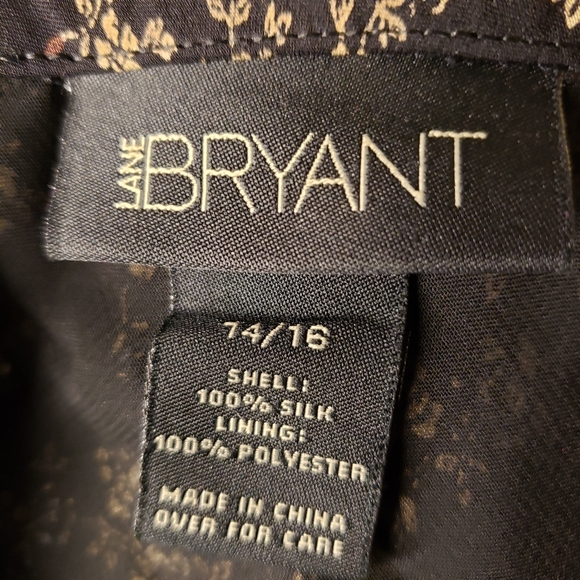 LANE BRYANT
14/16
SHELL:
100% SILK
LINING:
100% POLYESTER
MADE IN CHINA
OVER FOR CARE